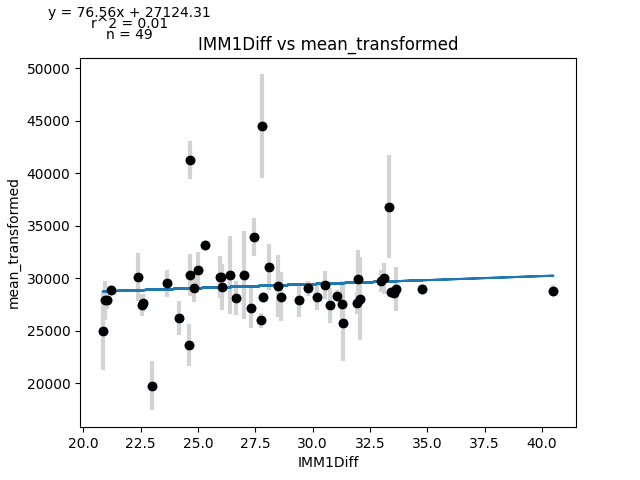 y = 76.56x + 27124.31
r^2 = 0.01
n = 49
IMM1Diff vs mean_transformed
50000
45000
40000
35000
30000
25000
20000
mean_transformed
20.0 22.5 25.0 27.5 30.0 32.5 35.0 37.5 40.0
IMM1Diff